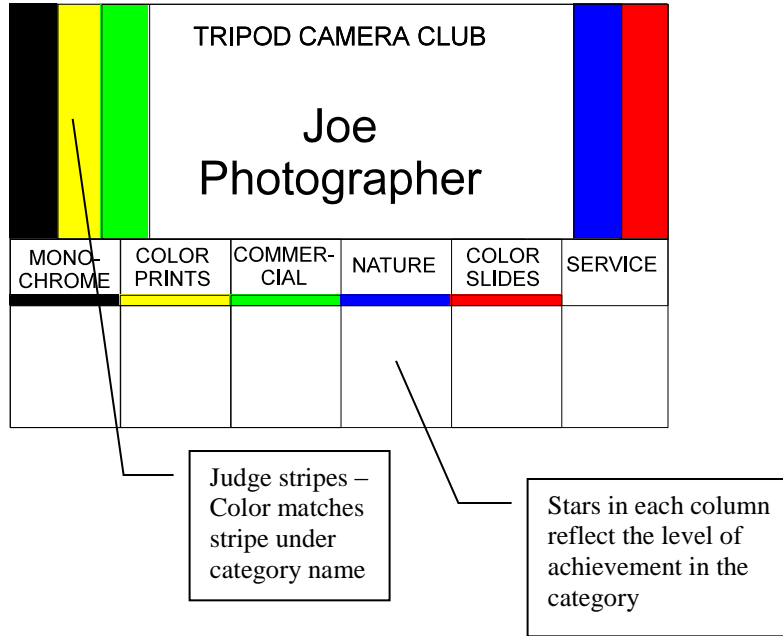 TRIPOD CAMERA CLUB
Joe
Photographer
MONO-
CHROME
COLOR
PRINTS
COMMER-
CIAL
NATURE
COLOR
SLIDES
SERVICE
Judge stripes –
Color matches
stripe under
category name
Stars in each column
reflect the level of
achievement in the
category